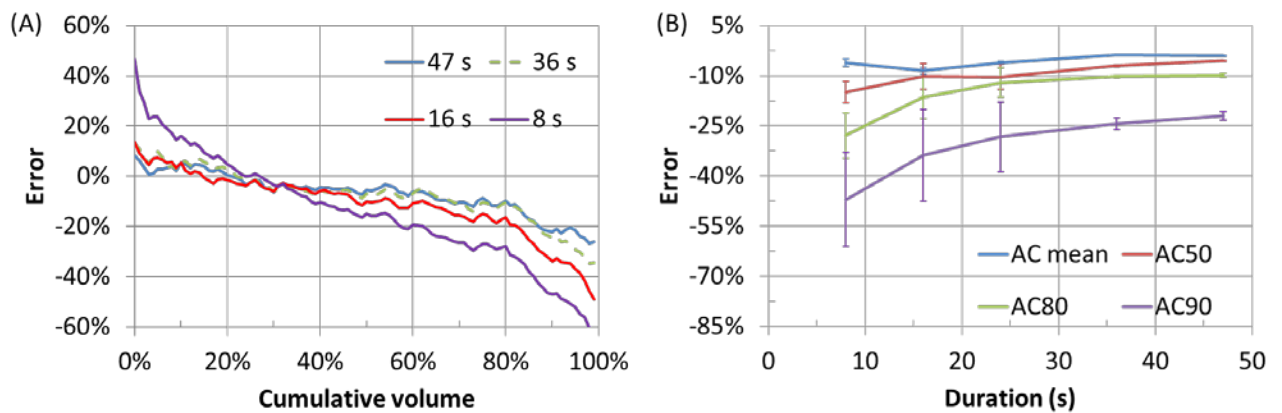 (A)
60%
40%
20%
0%
-20%
-40%
-60%
Error
47 s
36 s
16 s
8 s
0% 20% 40% 60% 80% 100%
Cumulative volume
(B)
5%
-10%
-25%
-40%
-55%
-70%
-85%
Error
AC mean
AC50
AC80
AC90
0 10 20 30 40 50
Duration (s)